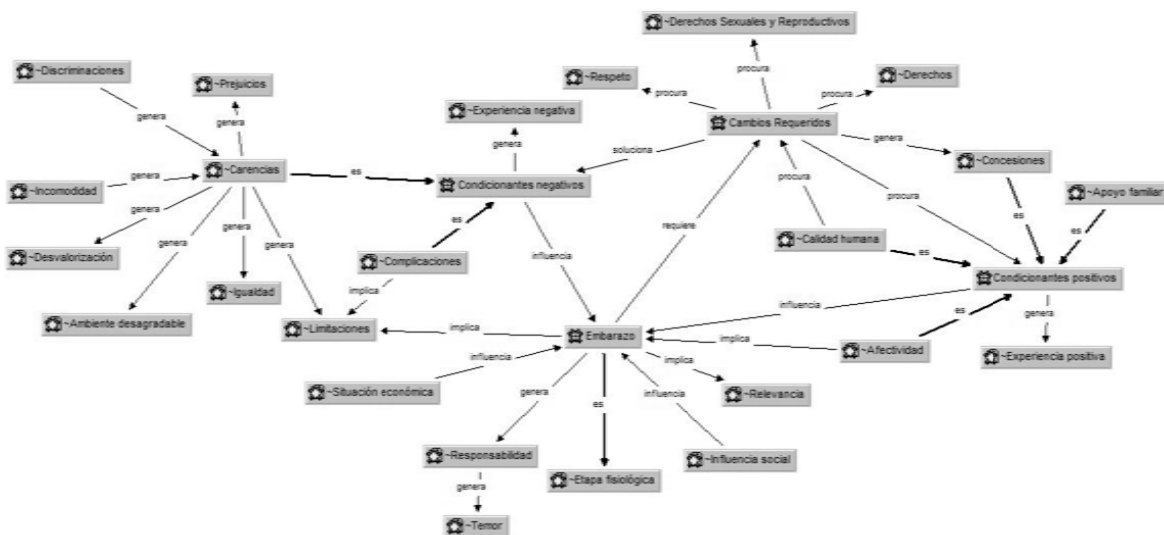 ~Derechos Sexuales y Reproductivos
~Discriminaciones
~Prejuicios
~Respeto
procura
~Derechos
procura
procura
~Experiencia negativa
genera
genera
Cambios Requeridos
genera
genera
soluciona
~Concesiones
~Carencias
es
Condicionantes negativos
~Incomodidad
genera
genera
procura
~Apoyo familiar
procura
es
es
genera
genera
genera
es
requiere
~Calidad humana
es
~Desvalorización
~Complicaciones
influencia
Condicionantes positivos
~Igualdad
implica
influencia
es
genera
~Ambiente desagradable
~Limitaciones
implica
Embarazo
implica
~Afectividad
~Experiencia positiva
influencia
implica
~Situación económica
genera
es
influencia
~Relevancia
~Responsabilidad
~Influencia social
genera
~Etapa fisiológica
~Temor